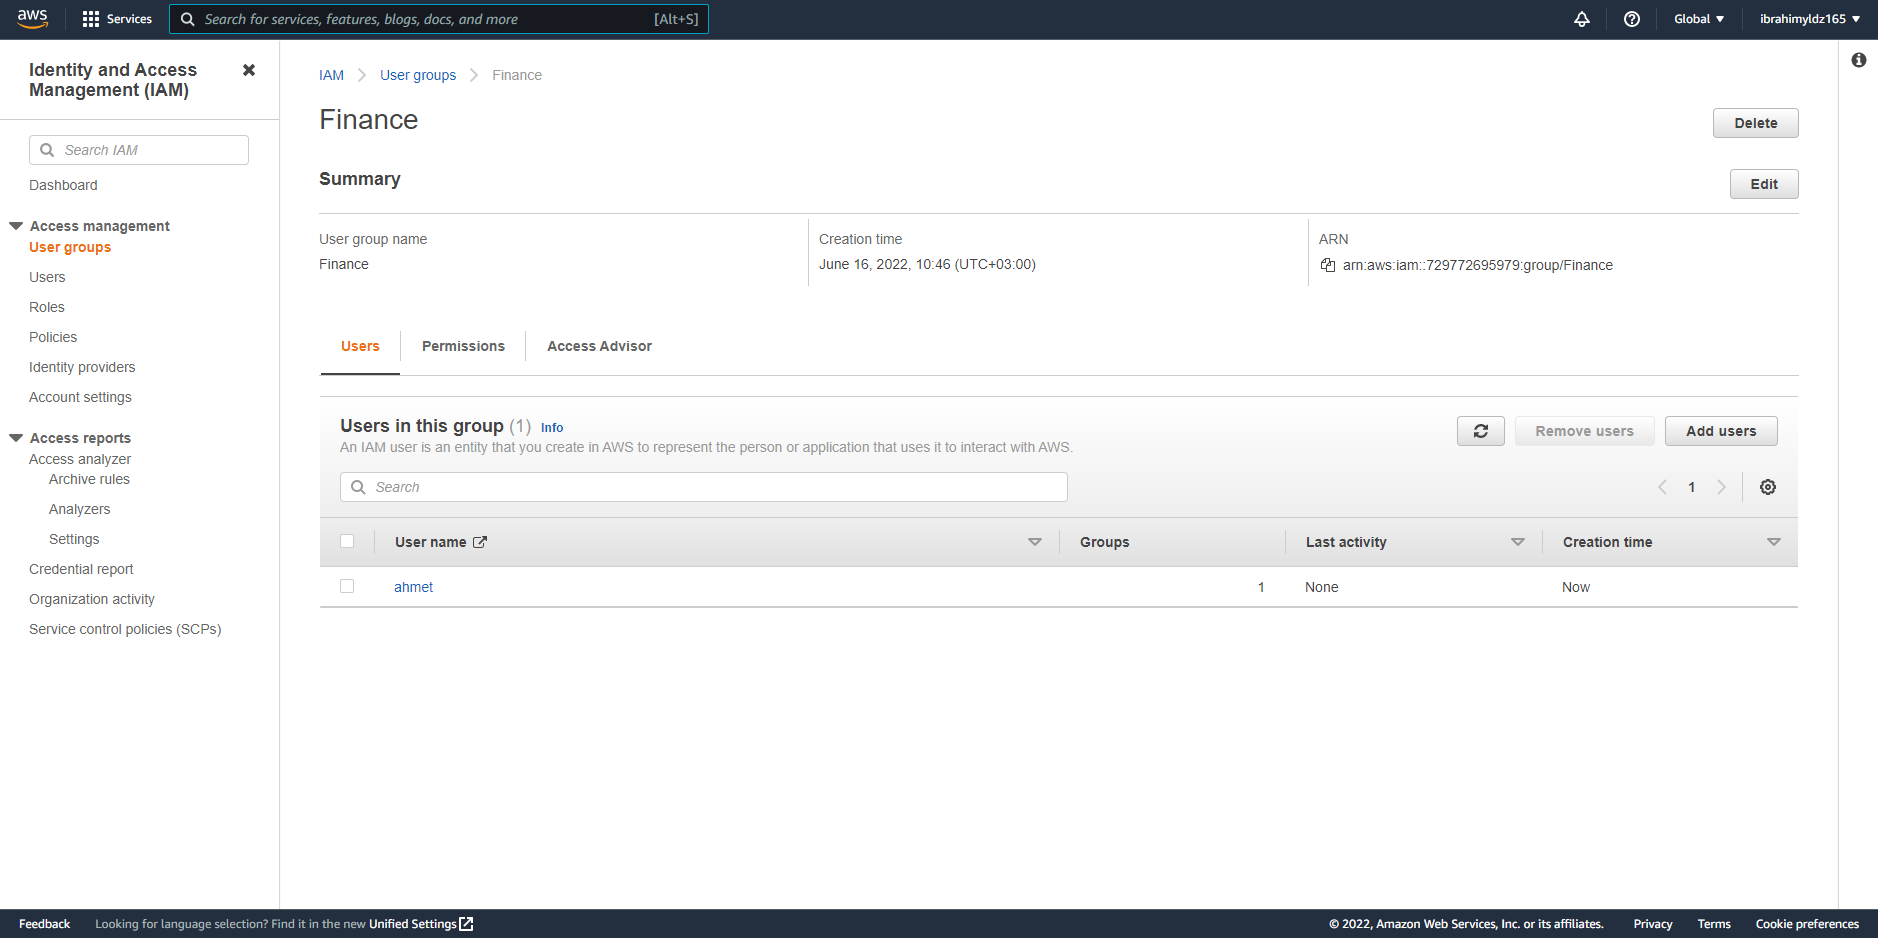 aws
Services
Search for services, features, blogs, docs, and more
[Alt+S]
Global
ibrahimyldz165
Identity and Access
Management (IAM)
Search IAM
Dashboard
Access management
User groups
Users
Roles
Policies
Identity providers
Account settings
Access reports
Access analyzer
Archive rules
Analyzers
Settings
Credential report
Organization activity
Service control policies (SCPs)
IAM
User groups
Finance
Finance
Delete
Summary
Edit
User group name
Finance
Creation time
June 16, 2022, 10:46 (UTC+03:00)
ARN
arn:aws:iam::729772695979:group/Finance
Users
Permissions
Access Advisor
Users in this group (1) Info
An IAM user is an entity that you create in AWS to represent the person or application that uses it to interact with AWS.
Remove users
Add users
Search
1
User name
Groups
Last activity
Creation time
ahmet
1
None
Now
Feedback
Looking for language selection? Find it in the new Unified Settings
© 2022, Amazon Web Services, Inc. or its affiliates.
Privacy
Terms
Cookie preferences